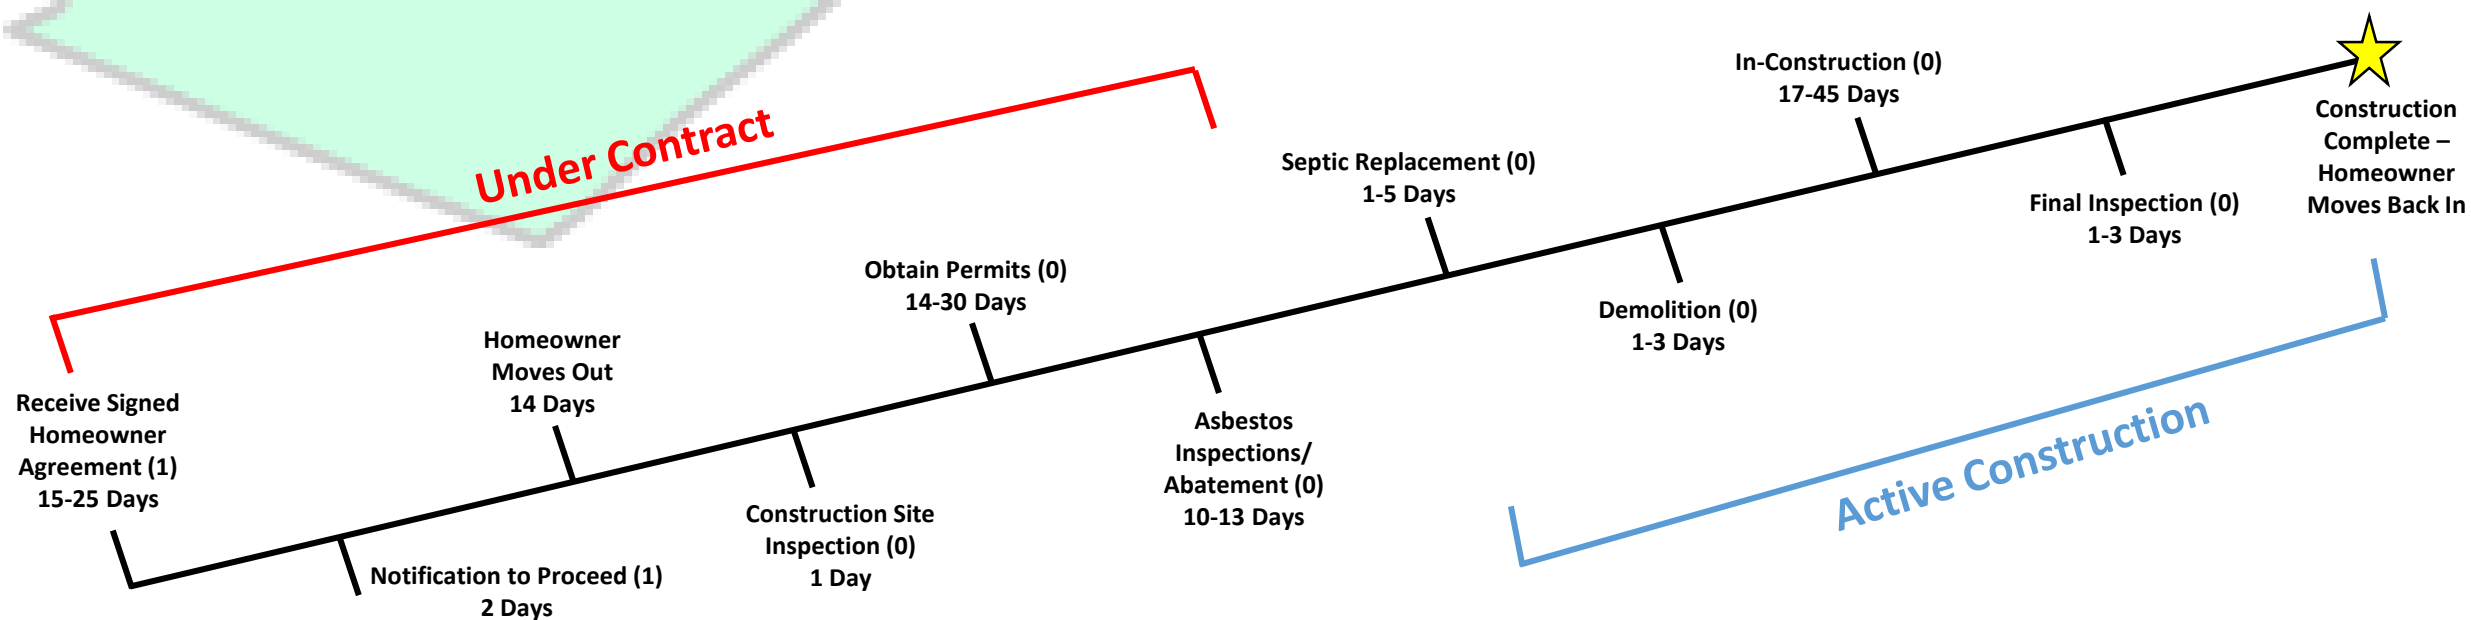 Under Contract
Receive Signed
Homeowner
Agreement (1)
15-25 Days
Notification to Proceed (1)
2 Days
Homeowner
Moves Out
14 Days
Construction Site
Inspection (0)
1 Day
Obtain Permits (0)
14-30 Days
Asbestos
Inspections/
Abatement (0)
10-13 Days
Septic Replacement (0)
1-5 Days
Demolition (0)
1-3 Days
In-Construction (0)
17-45 Days
Final Inspection (0)
1-3 Days
Construction
Complete –
Homeowner
Moves Back In
Active Construction